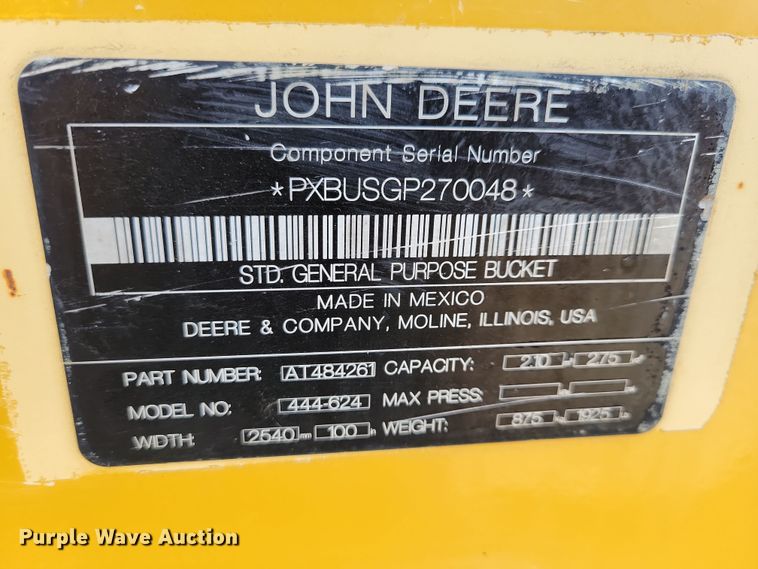 JOHN DEERE
Component Serial Number
*PXBUSGP270048*
STD. GENERAL PURPOSE BUCKET
MADE IN MEXICO
DEERE & COMPANY, MOLINE, ILLINOIS, USA
PART NUMBER: AT484261 CAPACITY: 2.10 2.75
MODEL NO: 444-624 MAX PRESS:
WIDTH: 2540 mm 100 in WEIGHT: 875 1925
Purple Wave Auction